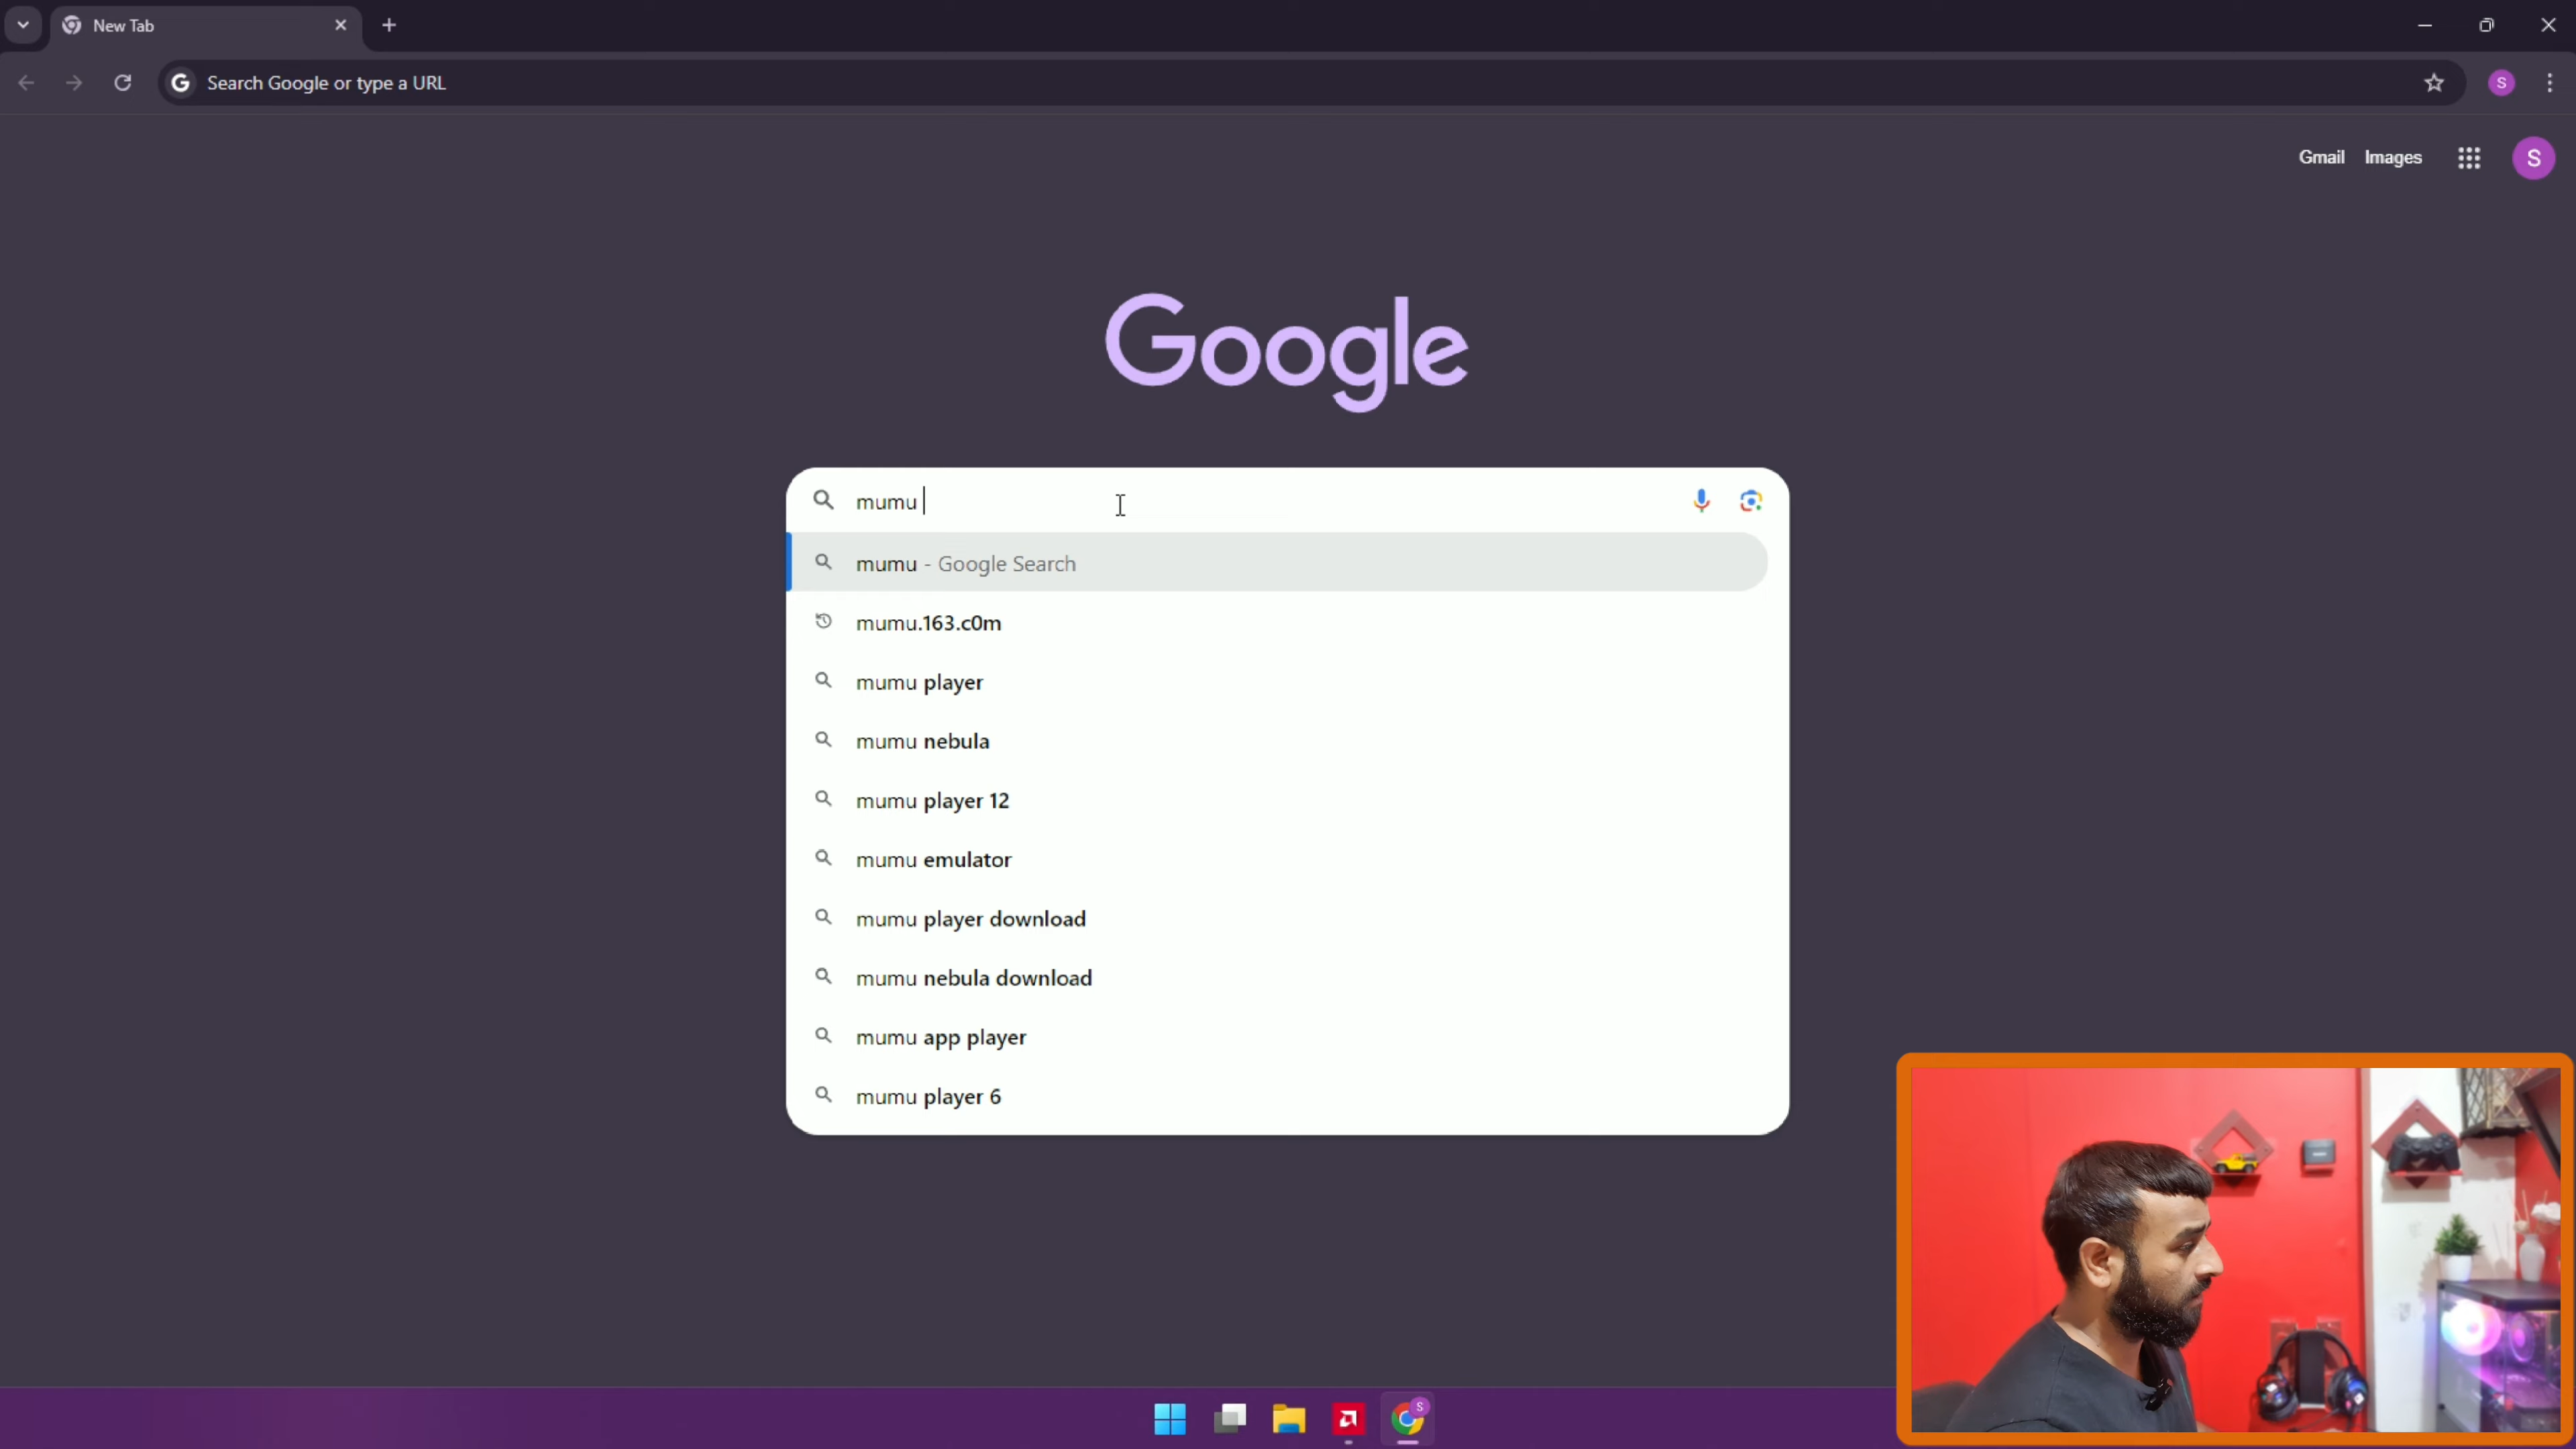 New Tab
Search Google or type a URL
S
Gmail Images
S
Google
mumu
mumu - Google Search
mumu.163.c0m
mumu player
mumu nebula
mumu player 12
mumu emulator
mumu player download
mumu nebula download
mumu app player
mumu player 6
S